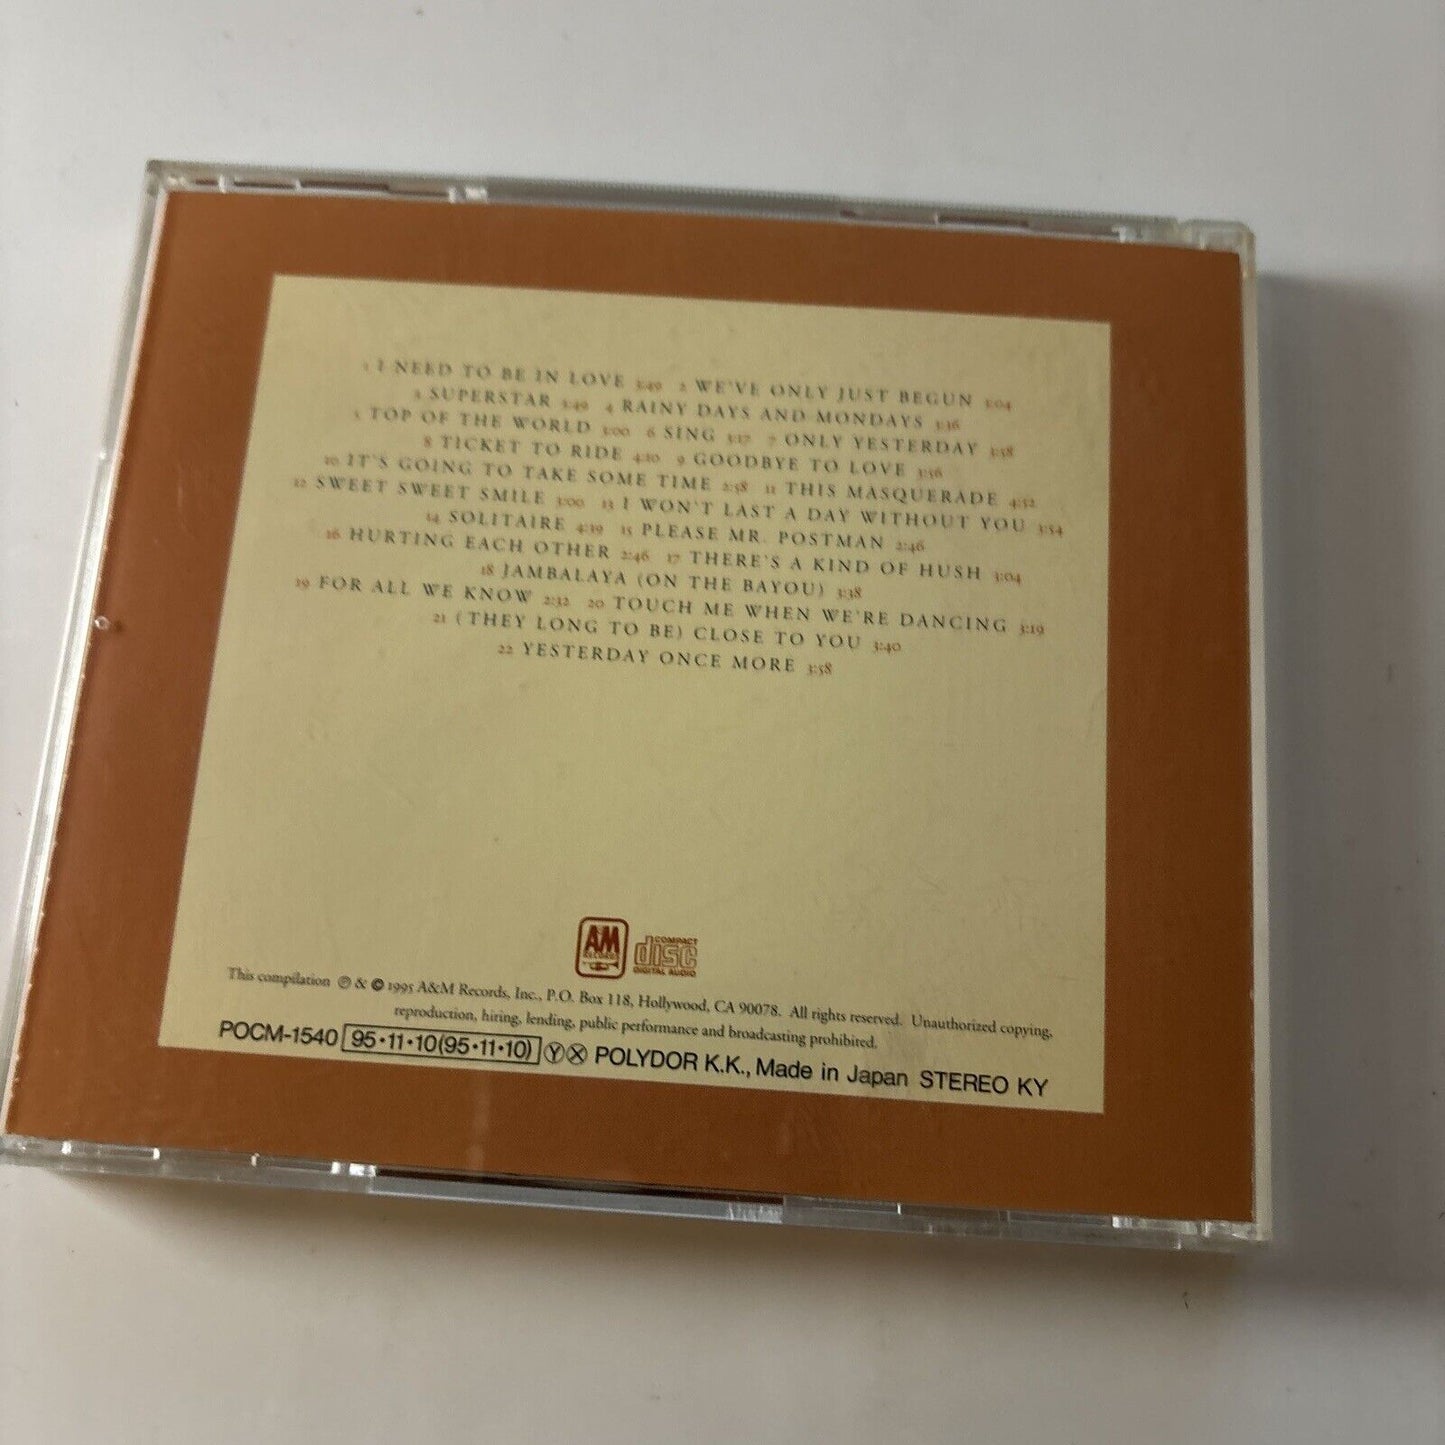 1 I NEED TO BE IN LOVE 3:49 2 WE'VE ONLY JUST BEGUN 3:04
3 SUPERSTAR 3:49 4 RAINY DAYS AND MONDAYS 3:36
5 TOP OF THE WORLD 3:00 6 SING 3:17 7 ONLY YESTERDAY 3:58
8 TICKET TO RIDE 4:10 9 GOODBYE TO LOVE 3:56
10 IT'S GOING TO TAKE SOME TIME 2:58 11 THIS MASQUERADE 4:52
12 SWEET SWEET SMILE 3:00 13 I WON'T LAST A DAY WITHOUT YOU 3:54
14 SOLITAIRE 4:39 15 PLEASE MR. POSTMAN 2:46
16 HURTING EACH OTHER 2:46 17 THERE'S A KIND OF HUSH 3:04
18 JAMBALAYA (ON THE BAYOU) 3:38
19 FOR ALL WE KNOW 2:32 20 TOUCH ME WHEN WE'RE DANCING 3:19
21 (THEY LONG TO BE) CLOSE TO YOU 3:40
22 YESTERDAY ONCE MORE 3:58
A&M RECORDS
COMPACT disc DIGITAL AUDIO
This compilation ℗ & © 1995 A&M Records, Inc., P.O. Box 118, Hollywood, CA 90078. All rights reserved. Unauthorized copying,
reproduction, hiring, lending, public performance and broadcasting prohibited.
POCM-1540 95•11•10(95•11•10) Ⓨ Ⓧ POLYDOR K.K., Made in Japan STEREO KY